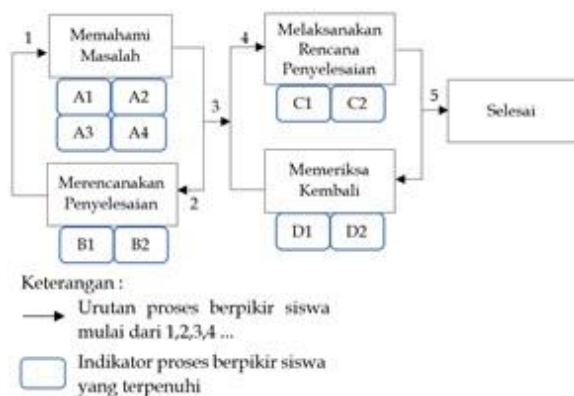 1
Memahami
Masalah
A1 A2
A3 A4
2
Merencanakan
Penyelesaian
B1 B2
3
4
Melaksanakan
Rencana
Penyelesaian
C1 C2
Memeriksa
Kembali
D1 D2
5
Selesai
Keterangan :
Urutan proses berpikir siswa
mulai dari 1,2,3,4 ...
Indikator proses berpikir siswa
yang terpenuhi